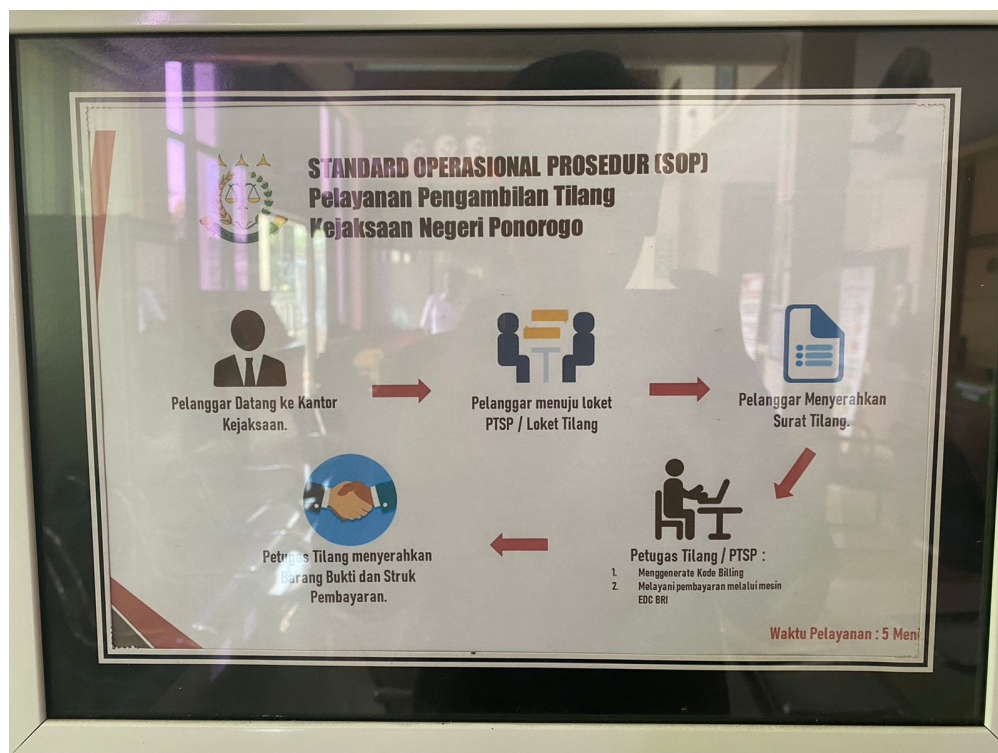 STANDARD OPERASIONAL PROSEDUR (SOP)
Pelayanan Pengambilan Tilang
Kejaksaan Negeri Ponorogo
Pelanggar Datang ke Kantor
Kejaksaan.
Pelanggar menuju loket
PTSP / Loket Tilang
Pelanggar Menyerahkan
Surat Tilang.
Petugas Tilang / PTSP :
1. Menggenerate Kode Billing
2. Melayani pembayaran melalui mesin
EDC BRI
Petugas Tilang menyerahkan
Barang Bukti dan Struk
Pembayaran.
Waktu Pelayanan : 5 Meni